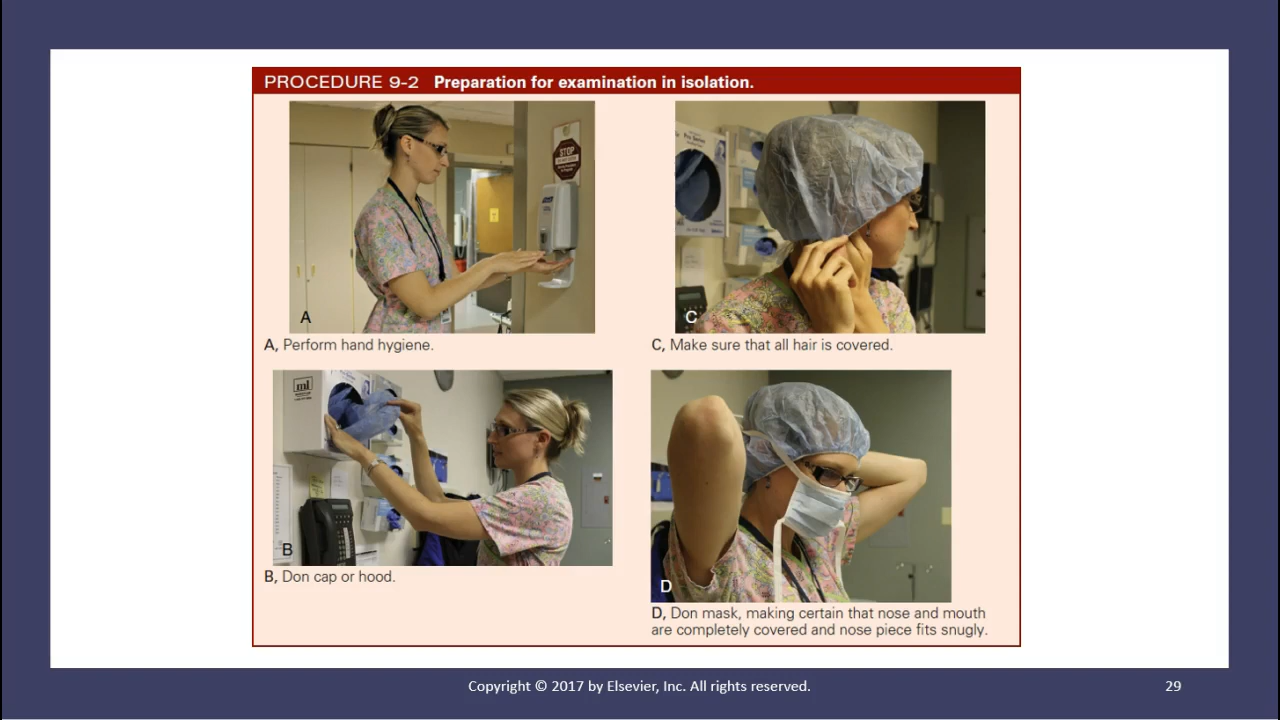 PROCEDURE 9-2 Preparation for examination in isolation.
STOP
A
A, Perform hand hygiene.
C
C, Make sure that all hair is covered.
ml
B
B, Don cap or hood.
D
D, Don mask, making certain that nose and mouth
are completely covered and nose piece fits snugly.
Copyright © 2017 by Elsevier, Inc. All rights reserved.
29